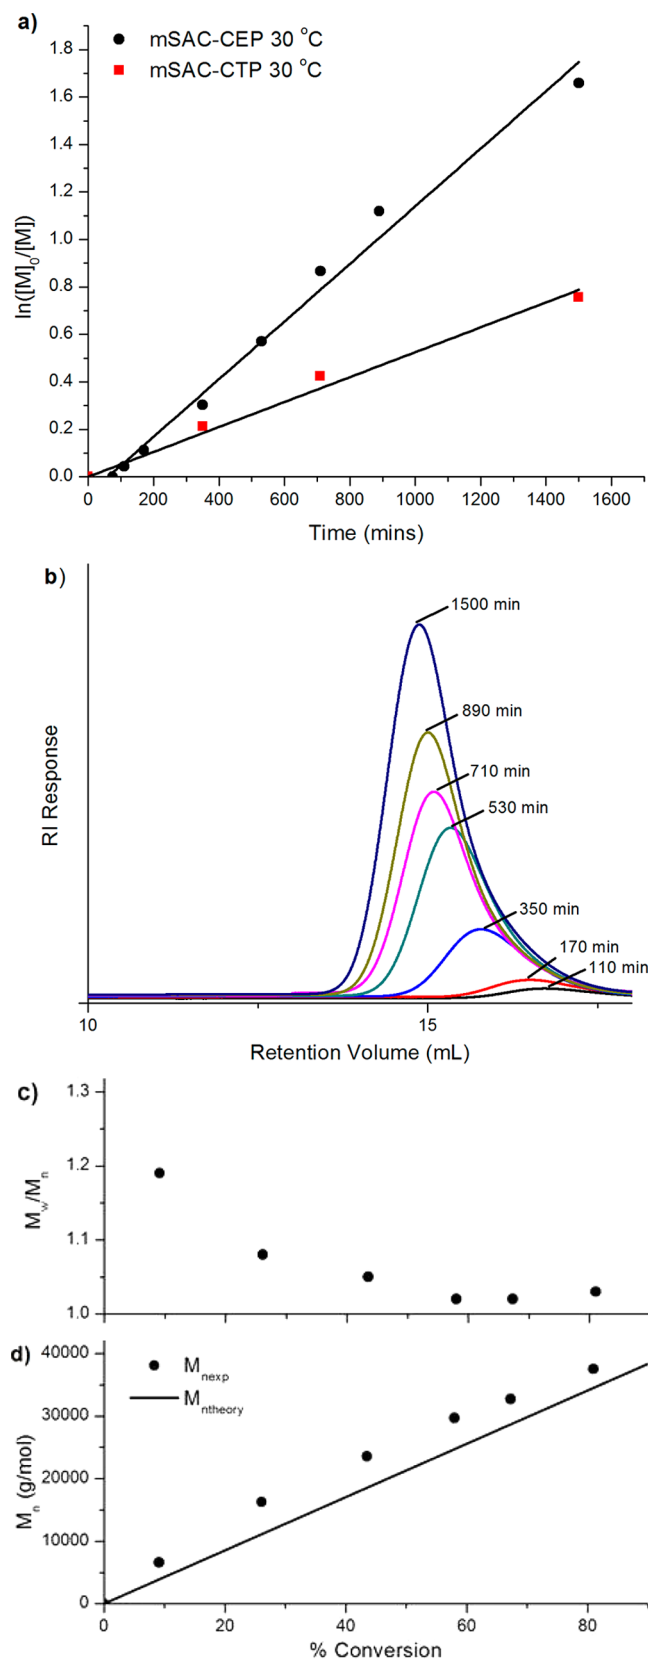 a)
mSAC-CEP 30 °C
mSAC-CTP 30 °C
1.8
1.6
1.4
1.2
1.0
0.8
0.6
0.4
0.2
0.0
ln([M]0/[M])
0 200 400 600 800 1000 1200 1400 1600
Time (mins)
b)
1500 min
890 min
710 min
530 min
350 min
170 min
110 min
RI Response
10 15
Retention Volume (mL)
c)
1.3
1.2
1.1
1.0
Mw/Mn
d)
40000
30000
20000
10000
0
Mnexp
Mntheory
Mn (g/mol)
0 20 40 60 80
% Conversion